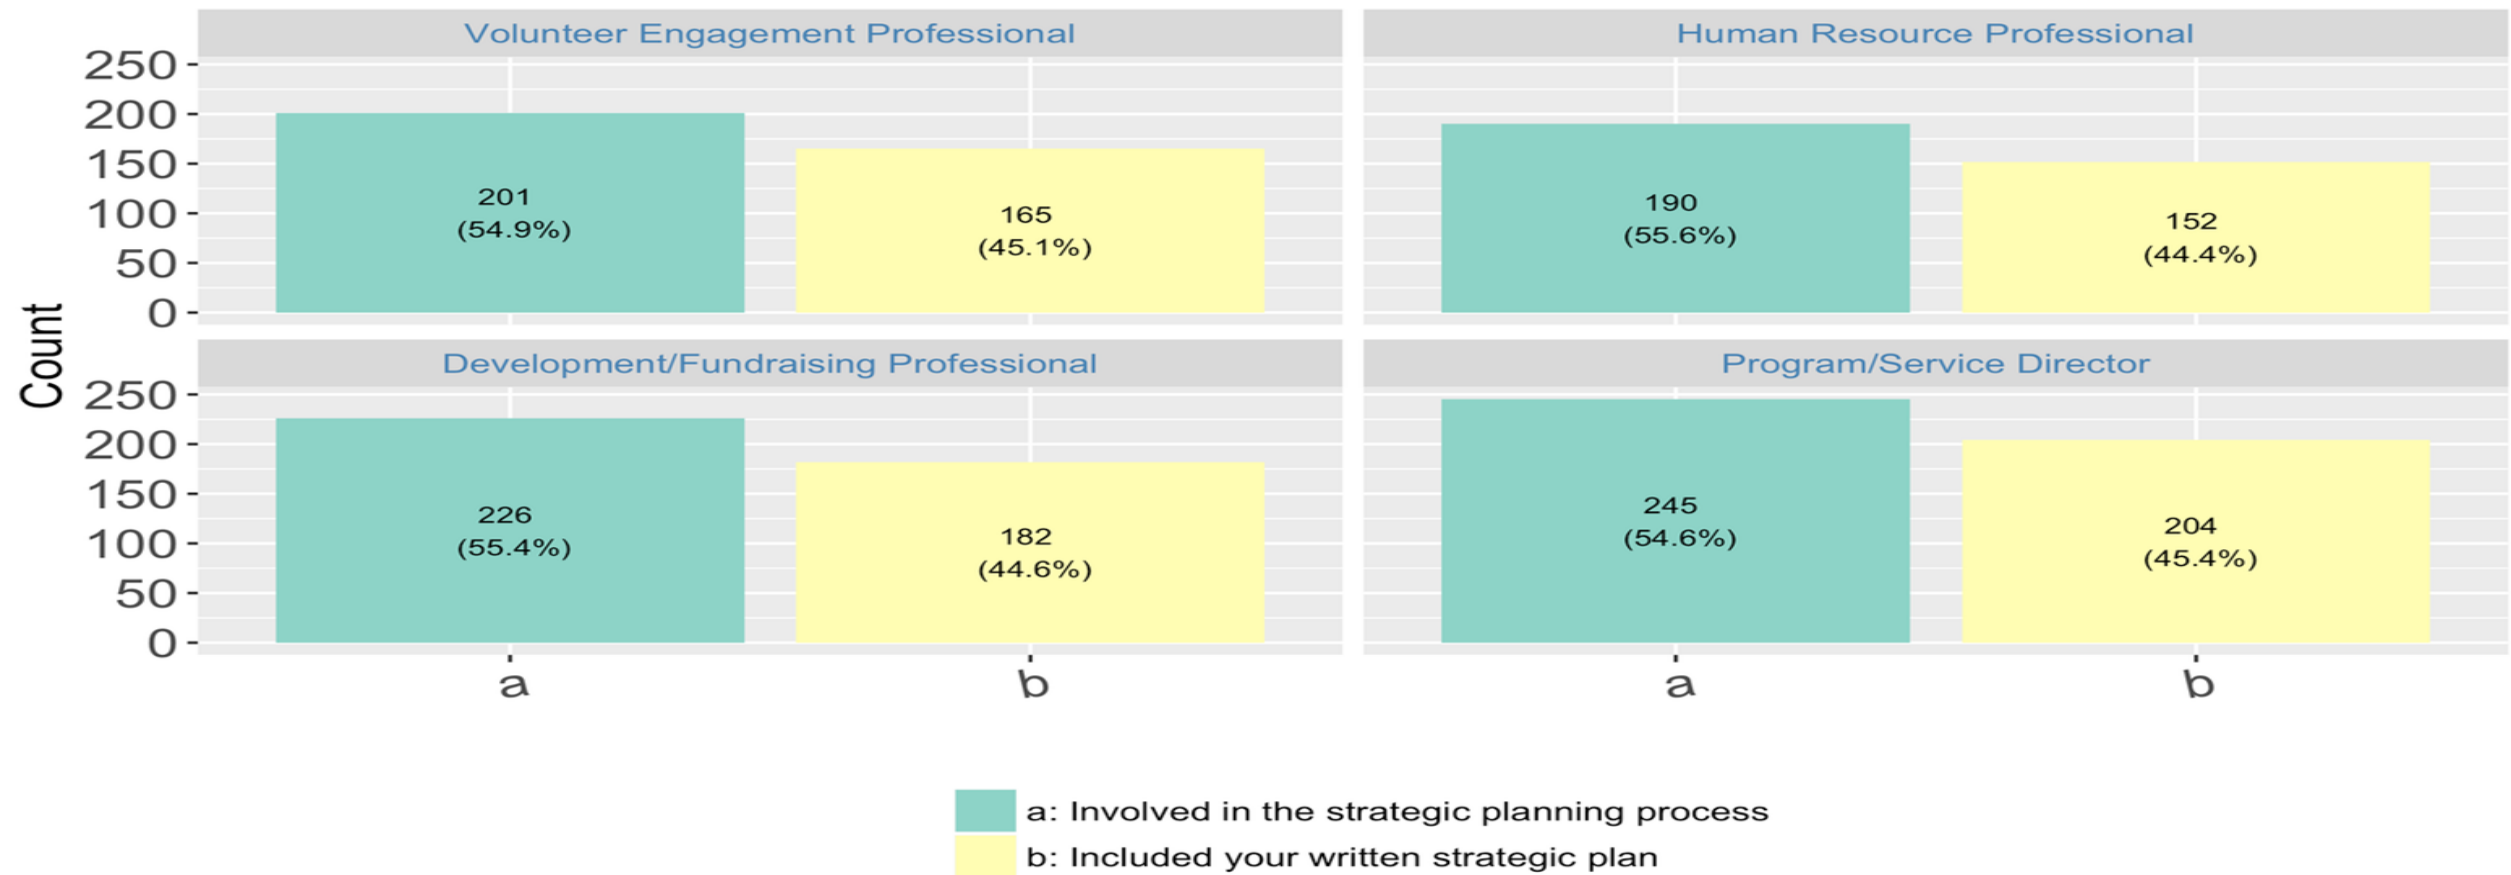 Volunteer Engagement Professional
Human Resource Professional
250
200
150
100
50
0
201
(54.9%)
165
(45.1%)
190
(55.6%)
152
(44.4%)
Count
Development/Fundraising Professional
Program/Service Director
250
200
150
100
50
0
226
(55.4%)
182
(44.6%)
245
(54.6%)
204
(45.4%)
a
b
a
b
a: Involved in the strategic planning process
b: Included your written strategic plan